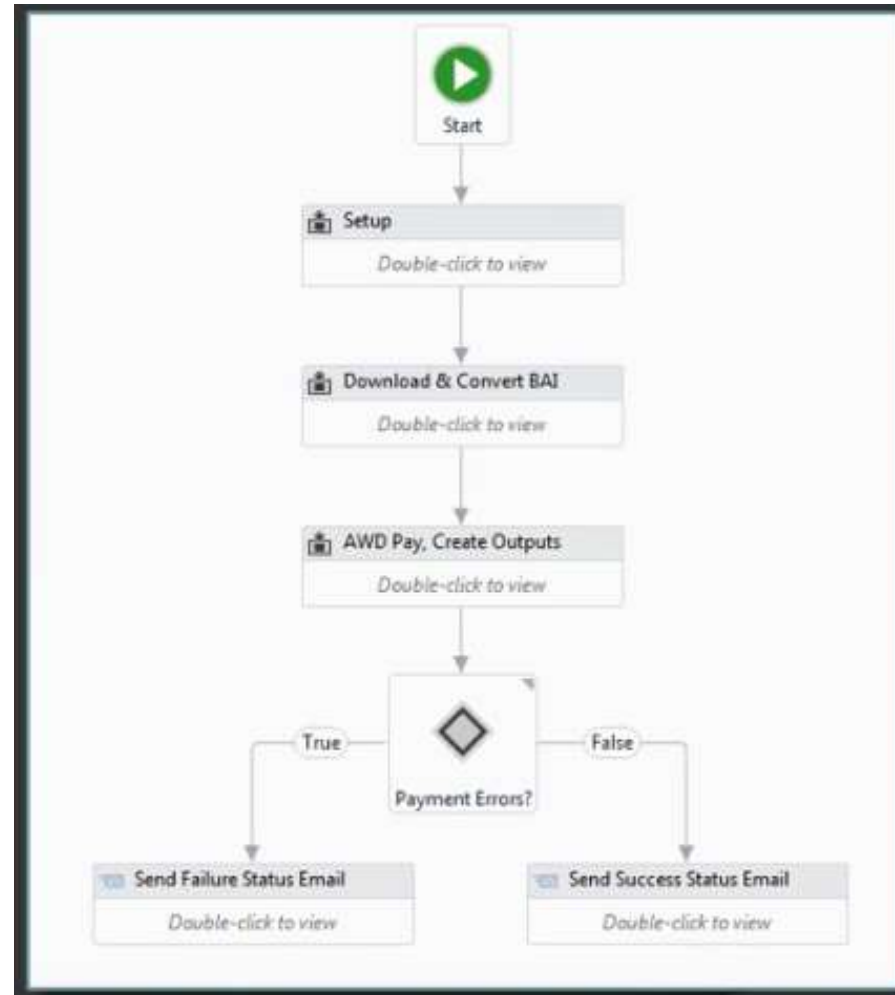 Start
Setup
Double-click to view
Download & Convert BAI
Double-click to view
AWD Pay, Create Outputs
Double-click to view
True
False
Payment Errors?
Send Failure Status Email
Send Success Status Email
Double-click to view
Double-click to view